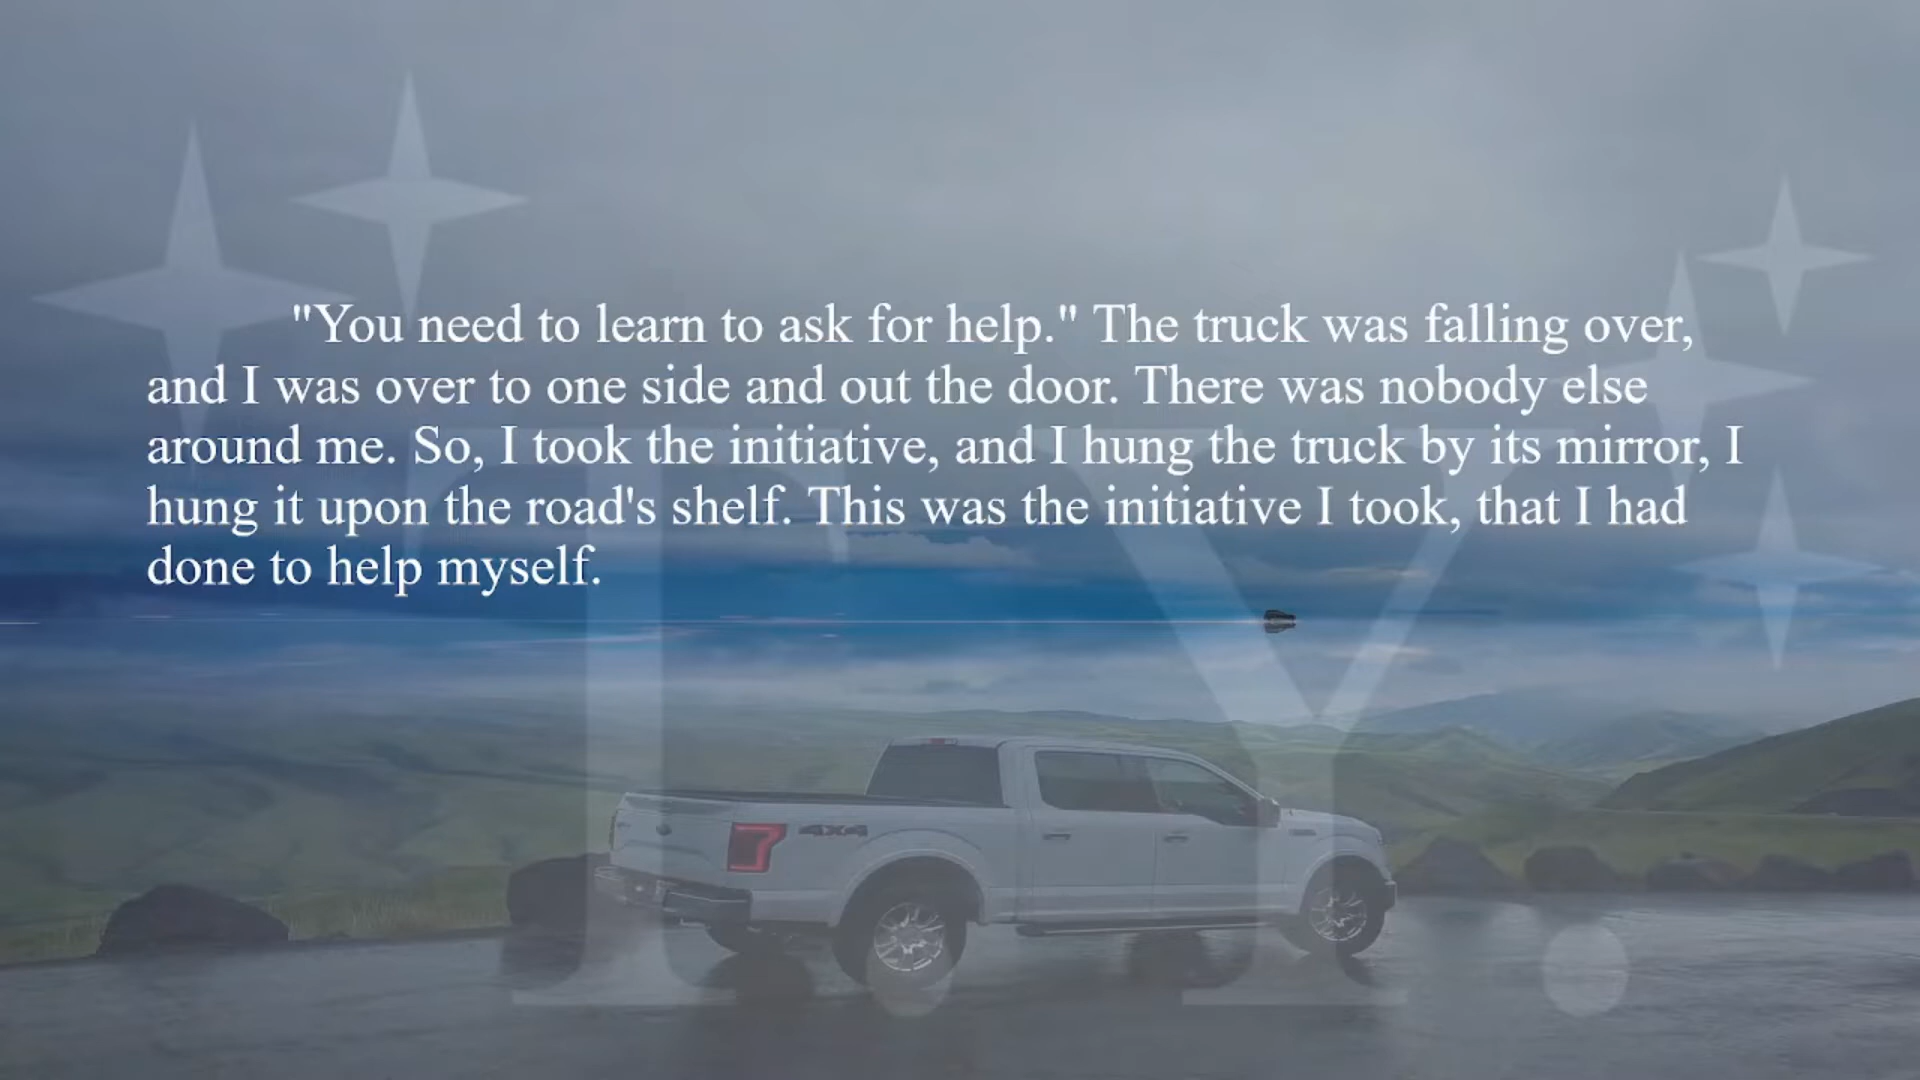 "You need to learn to ask for help." The truck was falling over,
and I was over to one side and out the door. There was nobody else
around me. So, I took the initiative, and I hung the truck by its mirror, I
hung it upon the road's shelf. This was the initiative I took, that I had
done to help myself.
T.Y.
4X4